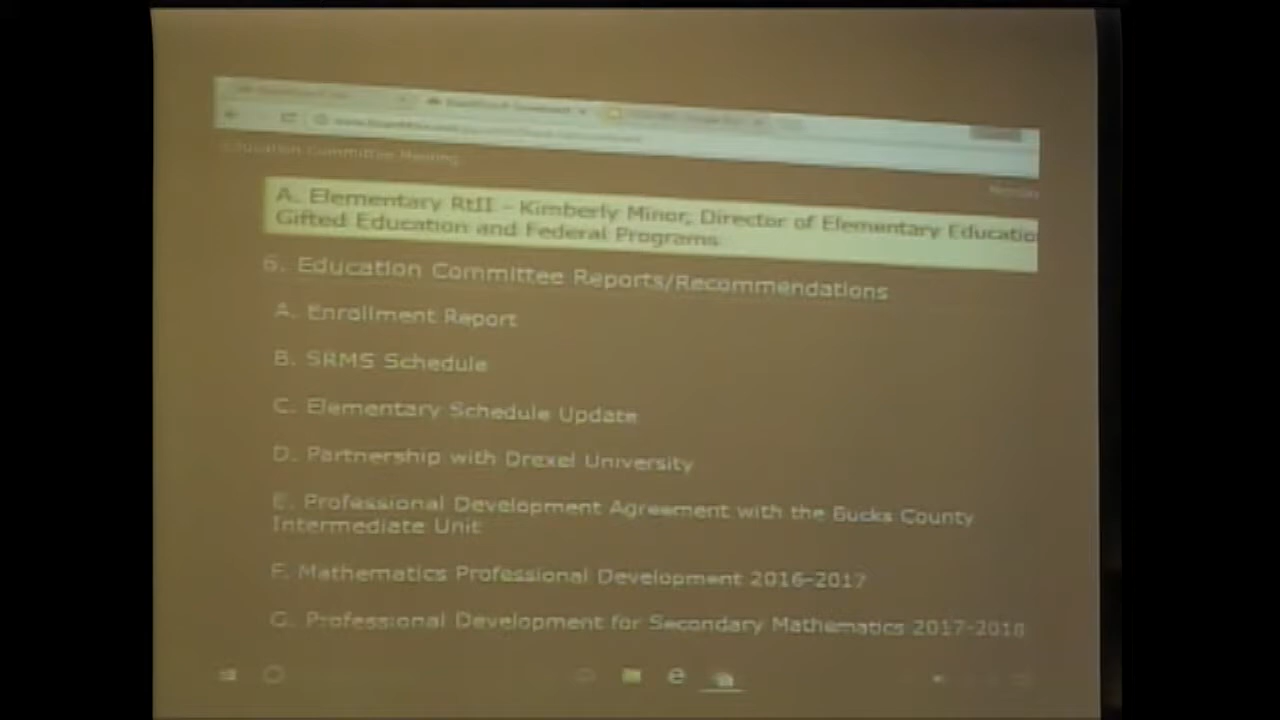 Education Committee Meeting
A. Elementary RtII - Kimberly Minor, Director of Elementary Educatio
Gifted Education and Federal Programs
6. Education Committee Reports/Recommendations
A. Enrollment Report
B. SRMS Schedule
C. Elementary Schedule Update
D. Partnership with Drexel University
E. Professional Development Agreement with the Bucks County
Intermediate Unit
F. Mathematics Professional Development 2016-2017
G. Professional Development for Secondary Mathematics 2017-2018